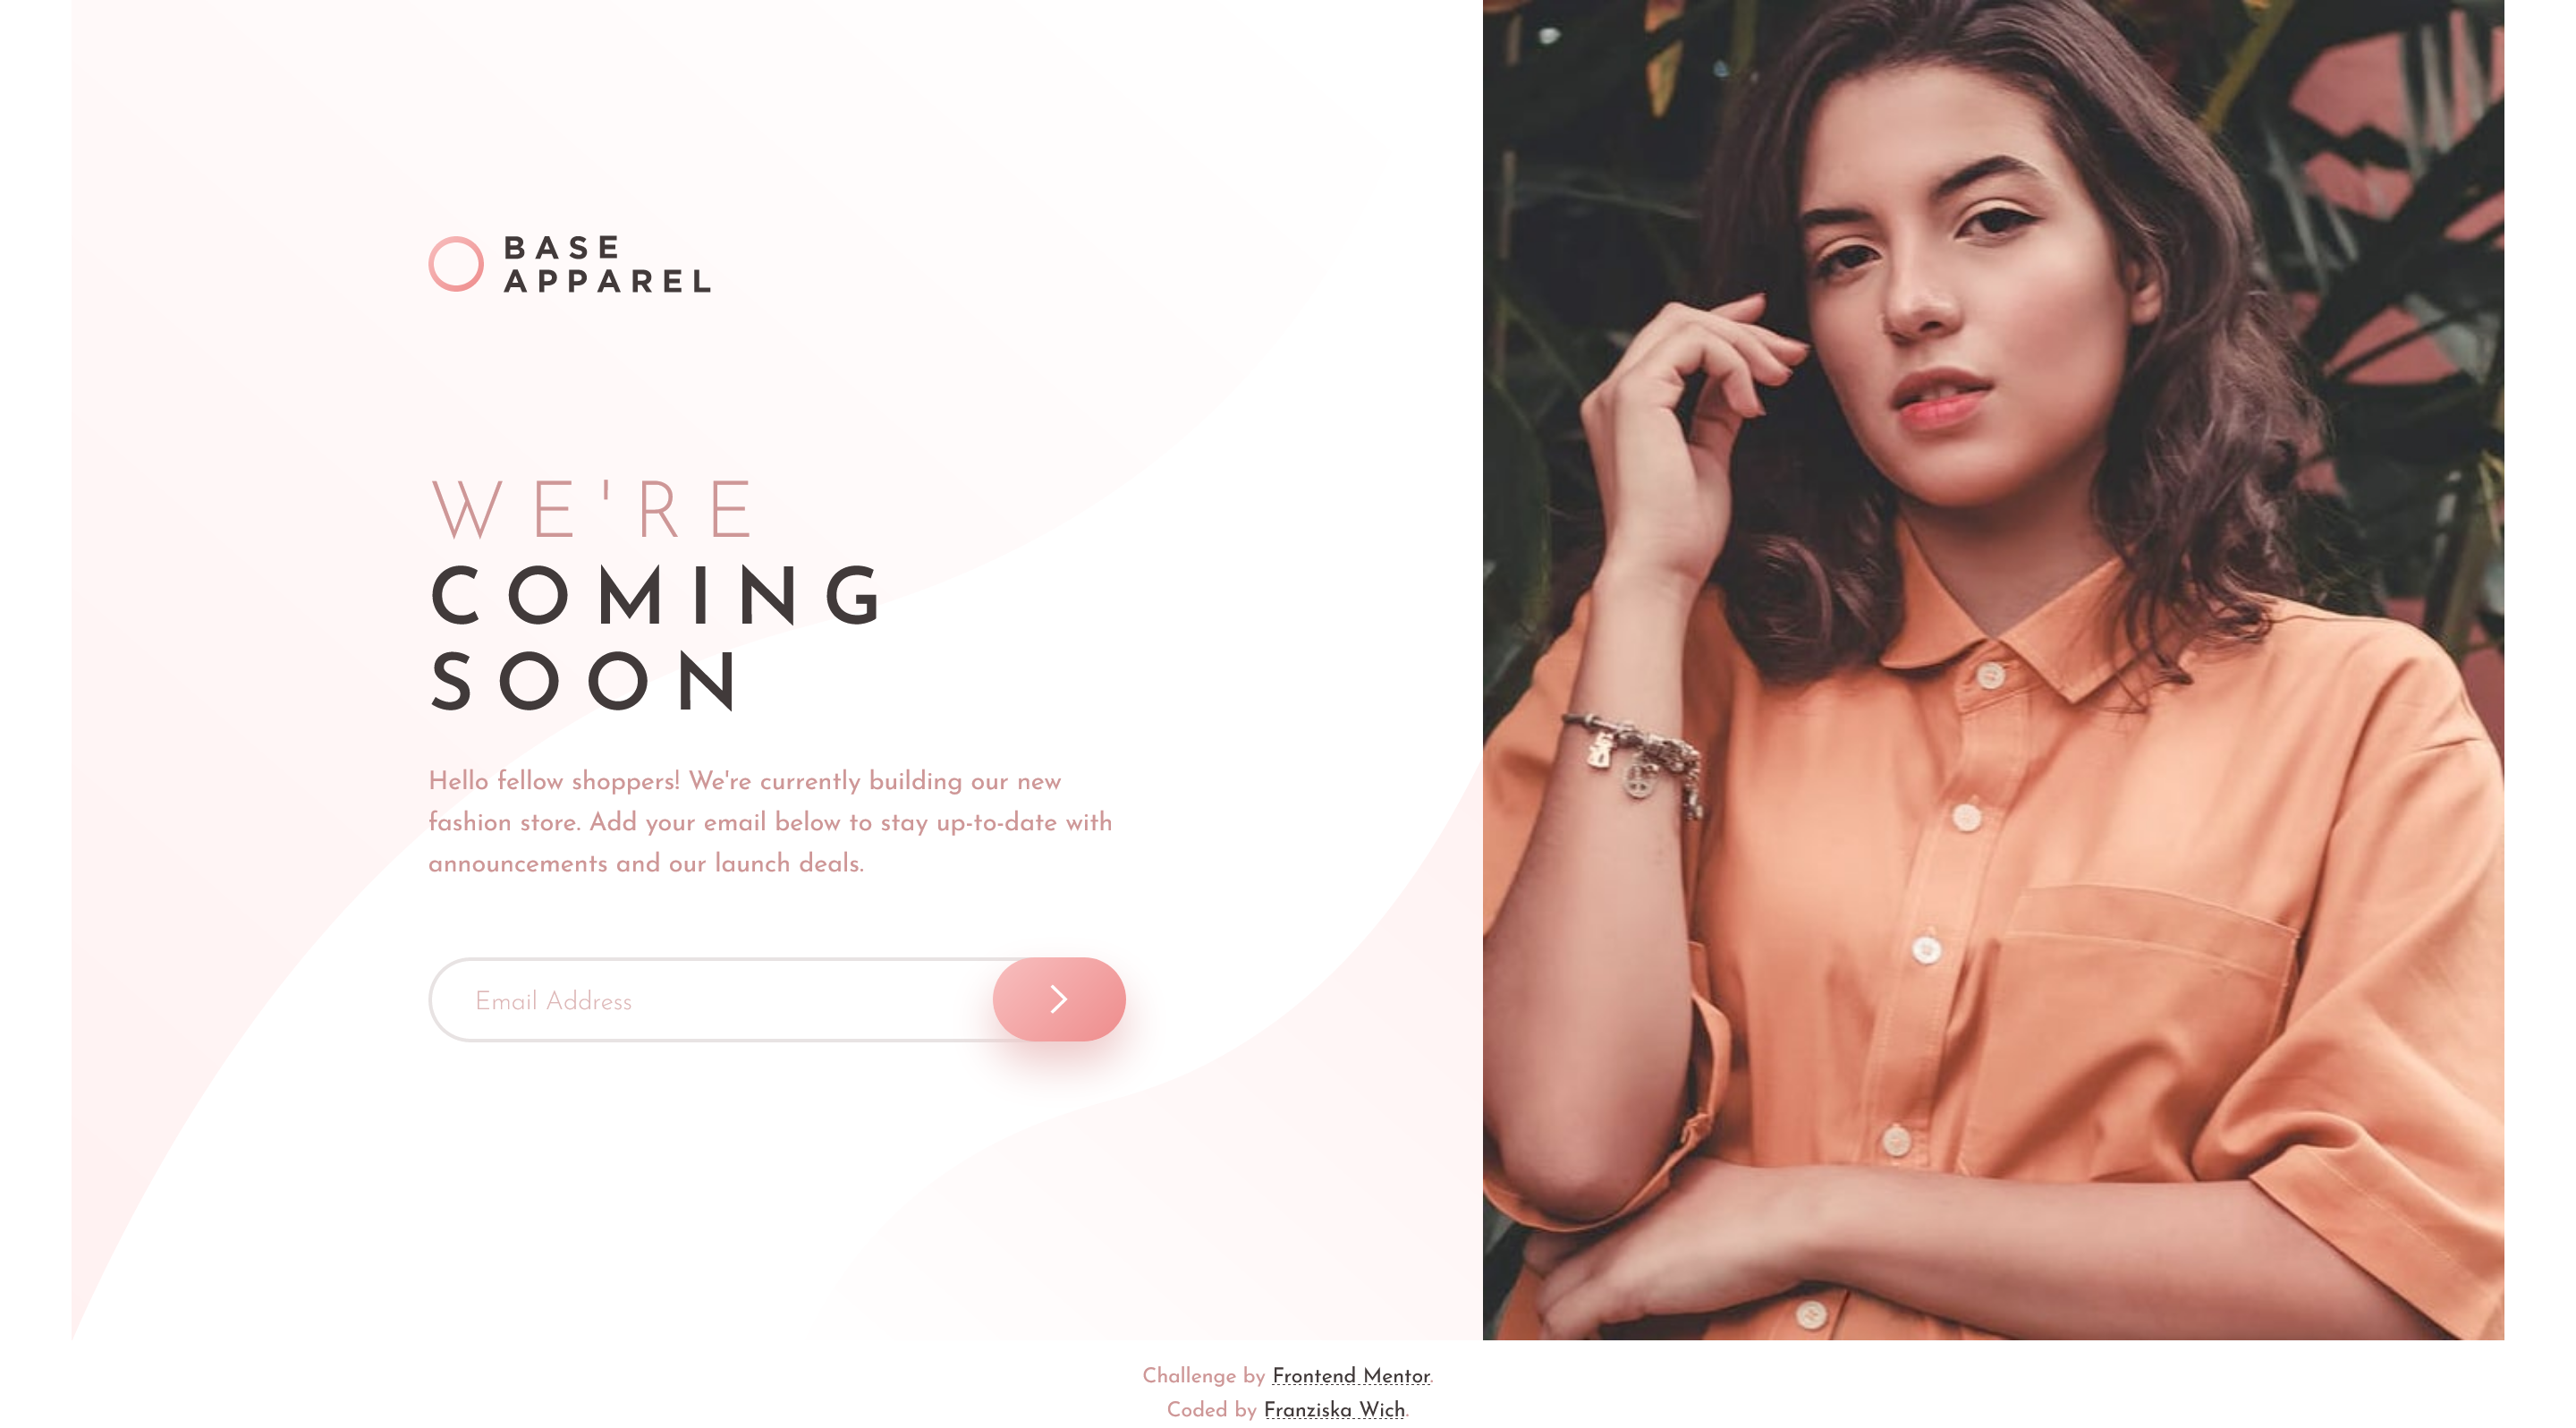 BASE
APPAREL
WE'RE
COMING
SOON
Hello fellow shoppers! We're currently building our new
fashion store. Add your email below to stay up-to-date with
announcements and our launch deals.
Email Address
Challenge by Frontend Mentor.
Coded by Franziska Wich.